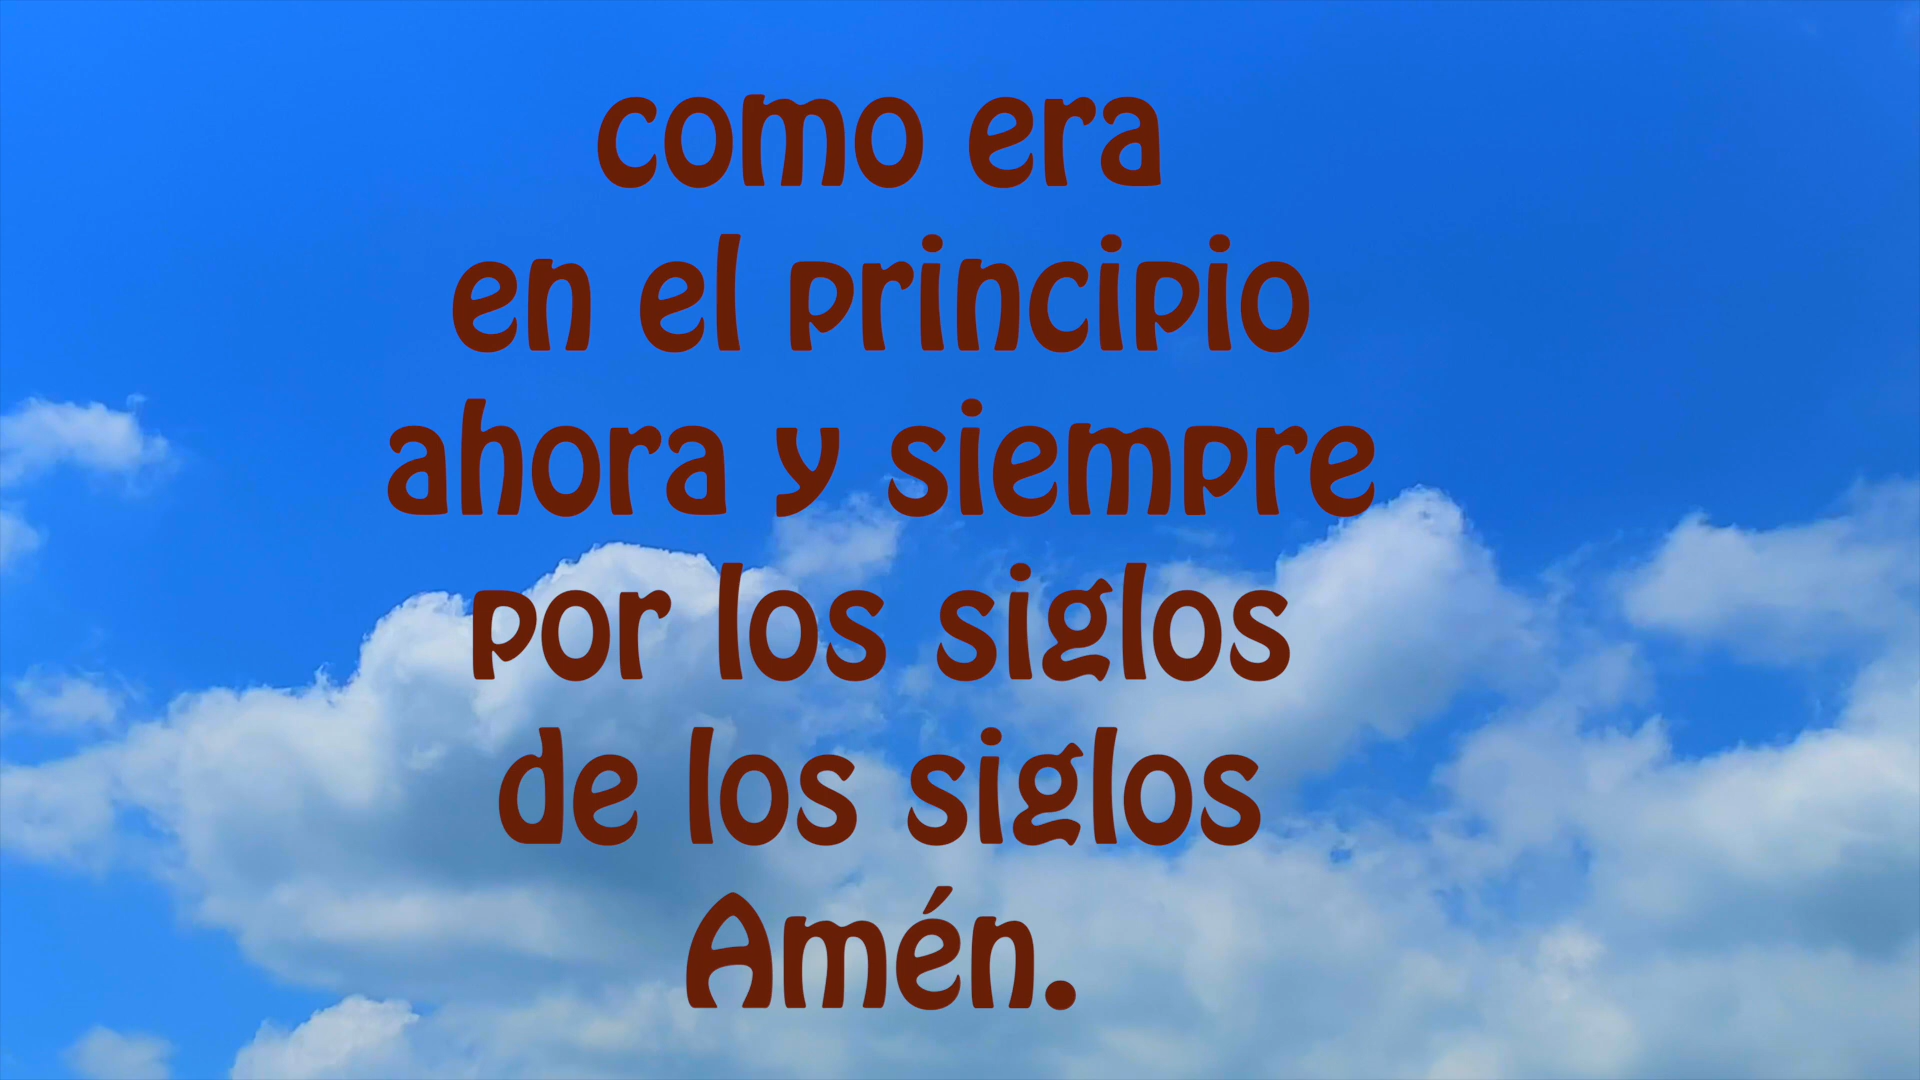 como era
en el principio
ahora y siempre
por los siglos
de los siglos
Amén.